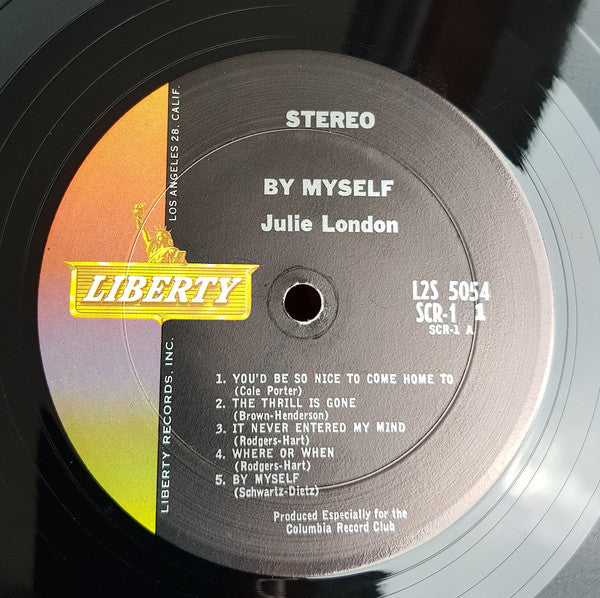 STEREO
BY MYSELF
Julie London
LOS ANGELES 28, CALIF.
LIBERTY
LIBERTY RECORDS, INC.
L2S 5054
SCR-1 1
SCR-1 A
1. YOU'D BE SO NICE TO COME HOME TO
(Cole Porter)
2. THE THRILL IS GONE
(Brown-Henderson)
3. IT NEVER ENTERED MY MIND
(Rodgers-Hart)
4. WHERE OR WHEN
(Rodgers-Hart)
5. BY MYSELF
(Schwartz-Dietz)
Produced Especially for the
Columbia Record Club